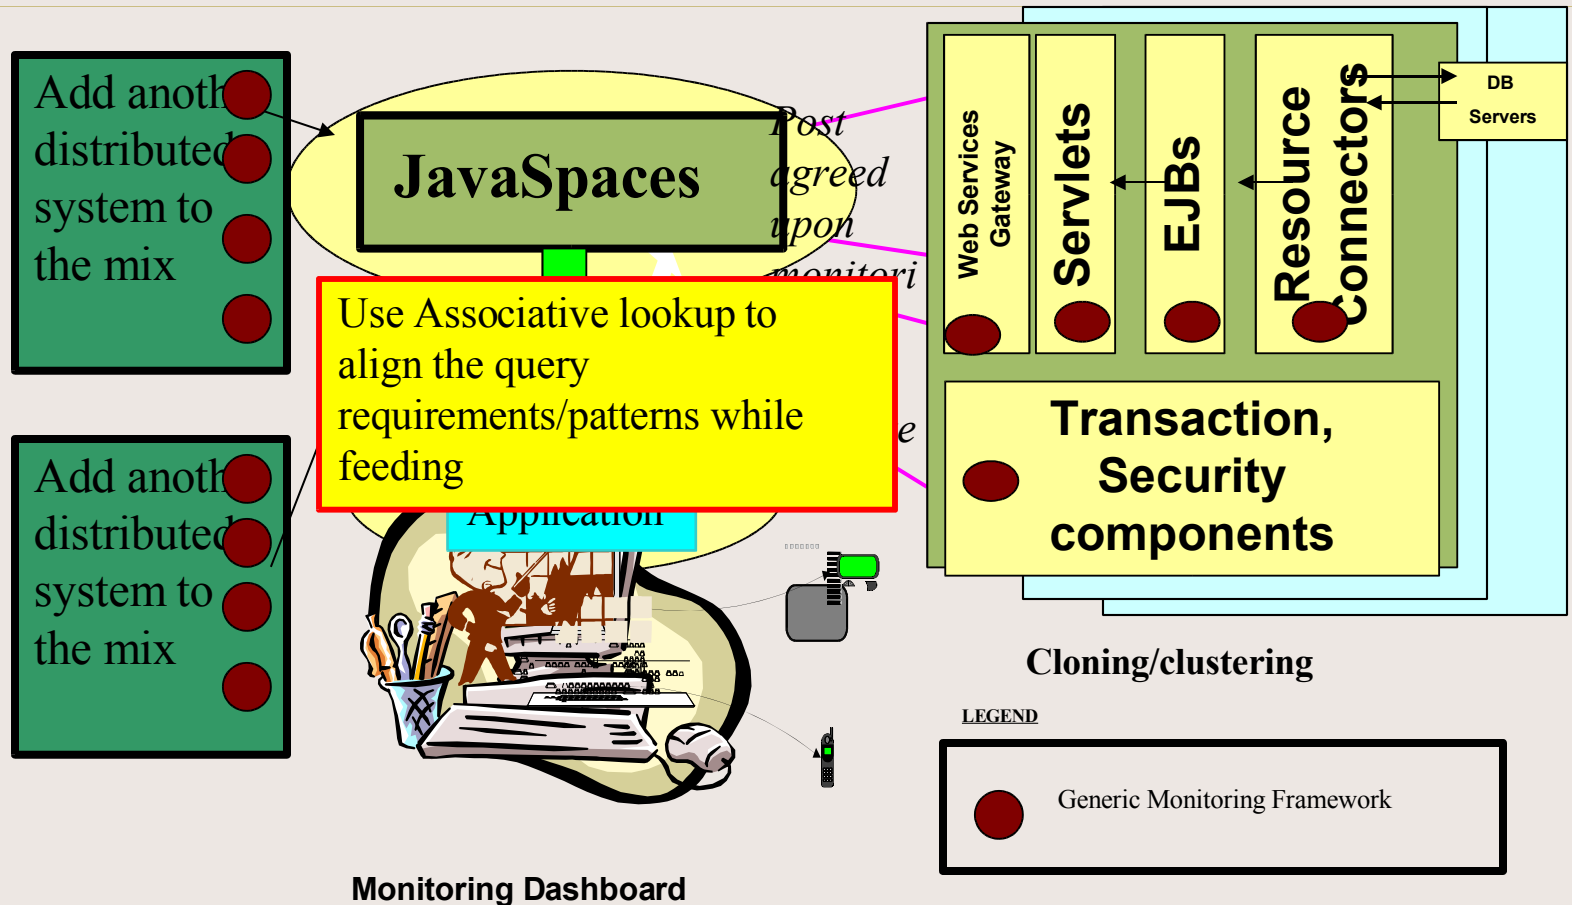 Add anoth
distributed
system to
the mix
JavaSpaces
Post
agreed
upon
monitori
Use Associative lookup to
align the query
requirements/patterns while
feeding
e
Application
Add anoth
distributed
system to
the mix
Web Services
Gateway
Servlets
EJBs
Resource
Connectors
DB
Servers
Transaction,
Security
components
Cloning/clustering
LEGEND
Generic Monitoring Framework
Monitoring Dashboard